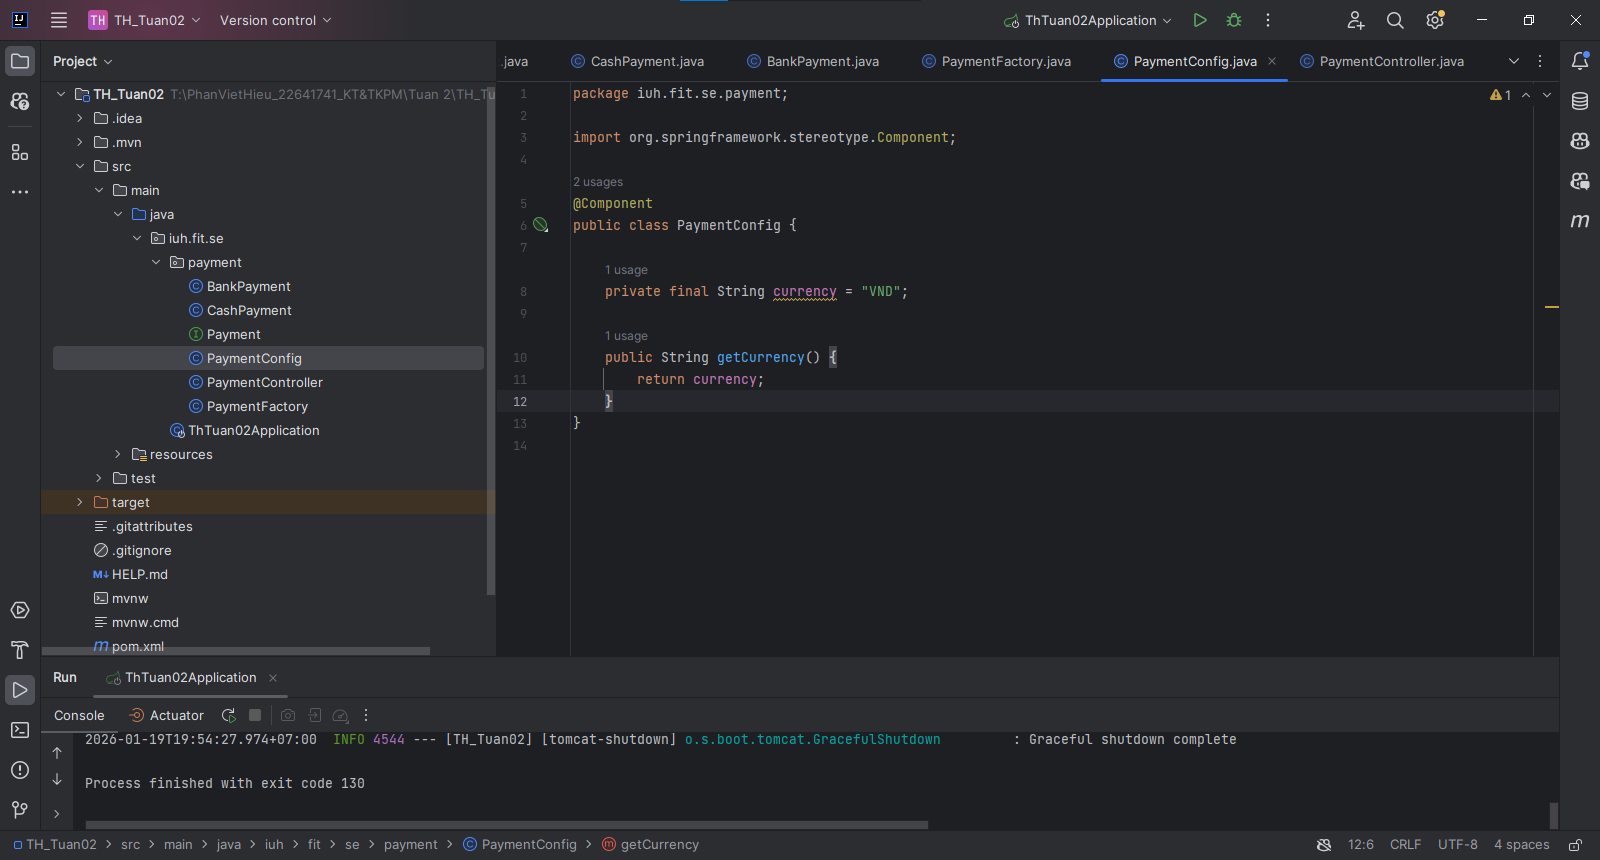 TH TH_Tuan02 Version control ThTuan02Application
Project
.java CashPayment.java BankPayment.java PaymentFactory.java PaymentConfig.java PaymentController.java
TH_Tuan02 T:\PhanVietHieu_22641741_KT&TKPM\Tuan 2\TH_Tu
.idea
.mvn
src
main
java
iuh.fit.se
payment
BankPayment
CashPayment
Payment
PaymentConfig
PaymentController
PaymentFactory
ThTuan02Application
resources
test
target
.gitattributes
.gitignore
HELP.md
mvnw
mvnw.cmd
pom.xml
1 package iuh.fit.se.payment;
1
2
3 import org.springframework.stereotype.Component;
4
2 usages
5 @Component
6 public class PaymentConfig {
7
1 usage
8 private final String currency = "VND";
9
1 usage
10 public String getCurrency() {
11 return currency;
12 }
13 }
14
Run ThTuan02Application
Console Actuator
2026-01-19T19:54:27.974+07:00 INFO 4544 --- [TH_Tuan02] [tomcat-shutdown] o.s.boot.tomcat.GracefulShutdown : Graceful shutdown complete
Process finished with exit code 130
TH_Tuan02 > src > main > java > iuh > fit > se > payment > PaymentConfig > getCurrency
12:6 CRLF UTF-8 4 spaces